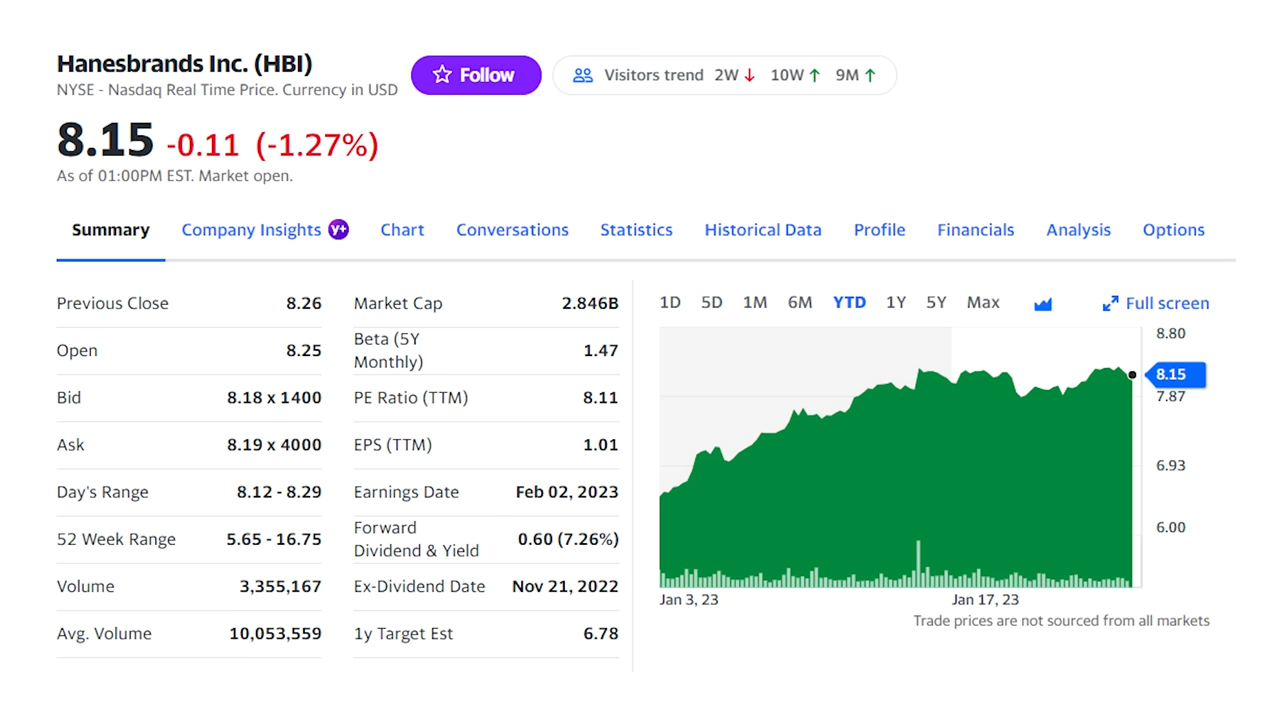 Hanesbrands Inc. (HBI)
NYSE - Nasdaq Real Time Price. Currency in USD
Follow
Visitors trend 2W ↓ 10W ↑ 9M ↑
8.15 -0.11 (-1.27%)
As of 01:00PM EST. Market open.
Summary Company Insights Y+ Chart Conversations Statistics Historical Data Profile Financials Analysis Options
Previous Close 8.26
Open 8.25
Bid 8.18 x 1400
Ask 8.19 x 4000
Day's Range 8.12 - 8.29
52 Week Range 5.65 - 16.75
Volume 3,355,167
Avg. Volume 10,053,559
Market Cap 2.846B
Beta (5Y
Monthly) 1.47
PE Ratio (TTM) 8.11
EPS (TTM) 1.01
Earnings Date Feb 02, 2023
Forward
Dividend & Yield 0.60 (7.26%)
Ex-Dividend Date Nov 21, 2022
1y Target Est 6.78
1D 5D 1M 6M YTD 1Y 5Y Max Full screen
8.80
8.15
7.87
6.93
6.00
Jan 3, 23 Jan 17, 23
Trade prices are not sourced from all markets